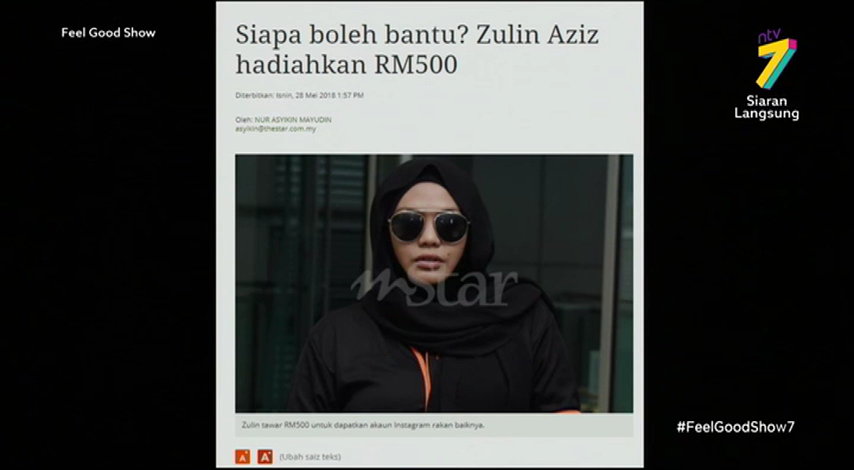 Feel Good Show
Siapa boleh bantu? Zulin Aziz
hadiahkan RM500
Diterbitkan: Isnin, 28 Mei 2018 1:57 PM
Oleh: NUR ASYIKIN MAYUDIN
asyikin@thestar.com.my
mstar
Zulin tawar RM500 untuk dapatkan akaun Instagram rakan baiknya.
A A (Ubah saiz teks)
ntv
7
Siaran
Langsung
#FeelGoodShow7